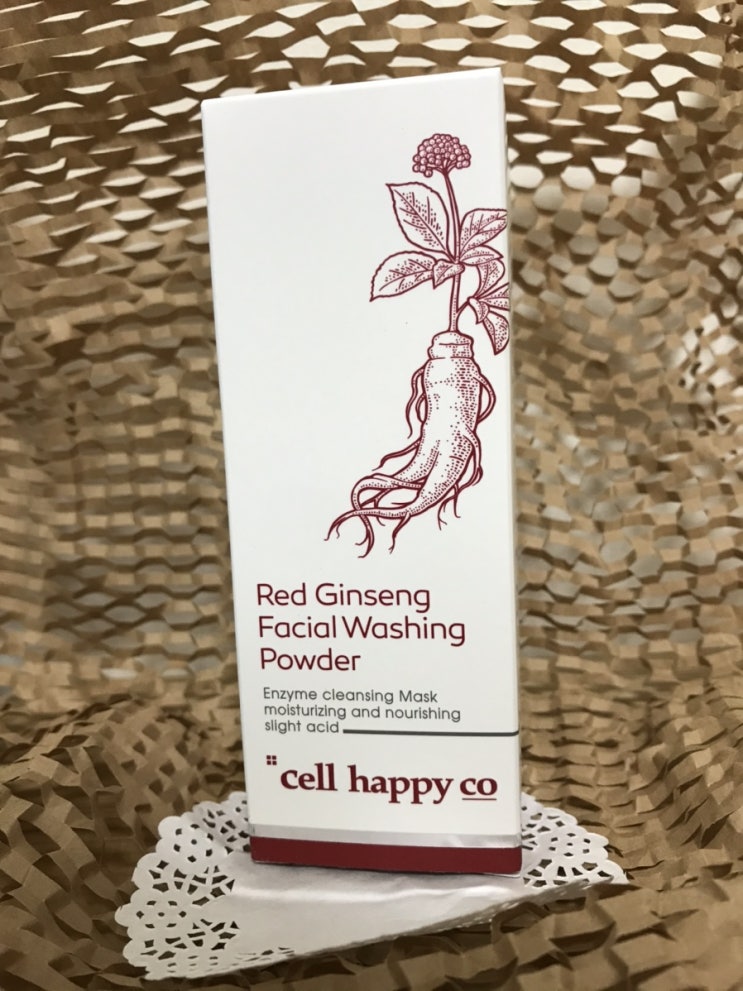 Red Ginseng
Facial Washing
Powder
Enzyme cleansing Mask
moisturizing and nourishing
slight acid
cell happy co